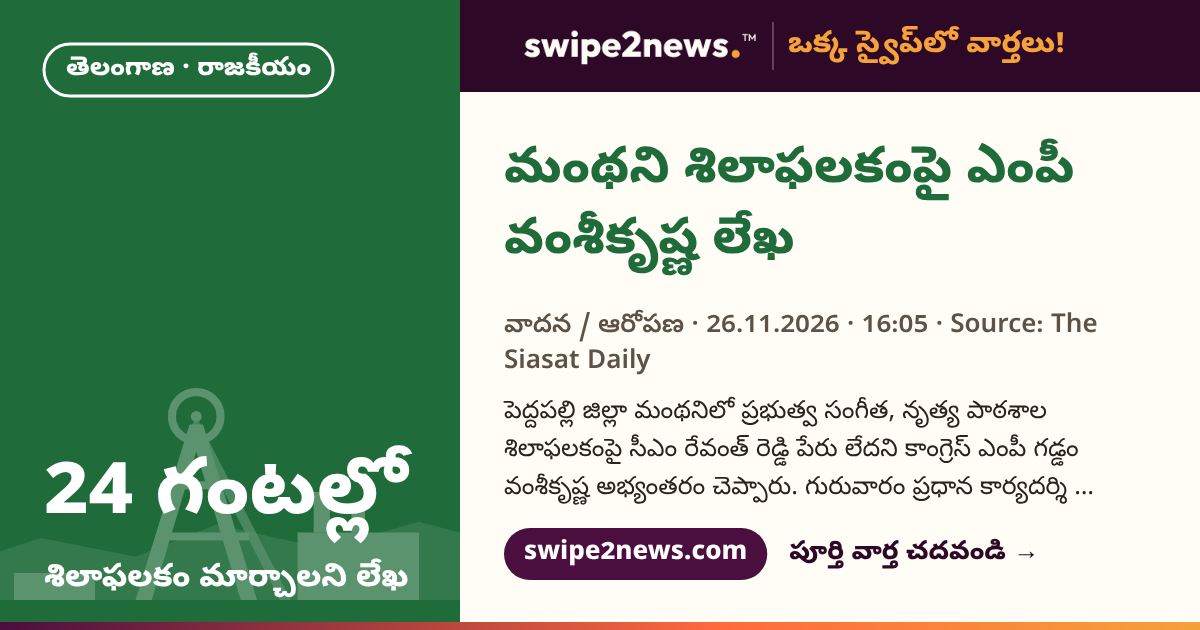 తెలంగాణ · రాజకీయం
24 గంటల్లో
శిలాఫలకం మార్చాలని లేఖ
swipe2news.™ ఒక్క స్వైప్‌లో వార్తలు!
మంథని శిలాఫలకంపై ఎంపీ
వంశీకృష్ణ లేఖ
వాదన / ఆరోపణ · 26.11.2026 · 16:05 · Source: The
Siasat Daily
పెద్దపల్లి జిల్లా మంథనిలో ప్రభుత్వ సంగీత, నృత్య పాఠశాల
శిలాఫలకంపై సీఎం రేవంత్ రెడ్డి పేరు లేదని కాంగ్రెస్ ఎంపీ గడ్డం
వంశీకృష్ణ అభ్యంతరం చెప్పారు. గురువారం ప్రధాన కార్యదర్శి ...
swipe2news.com పూర్తి వార్త చదవండి →